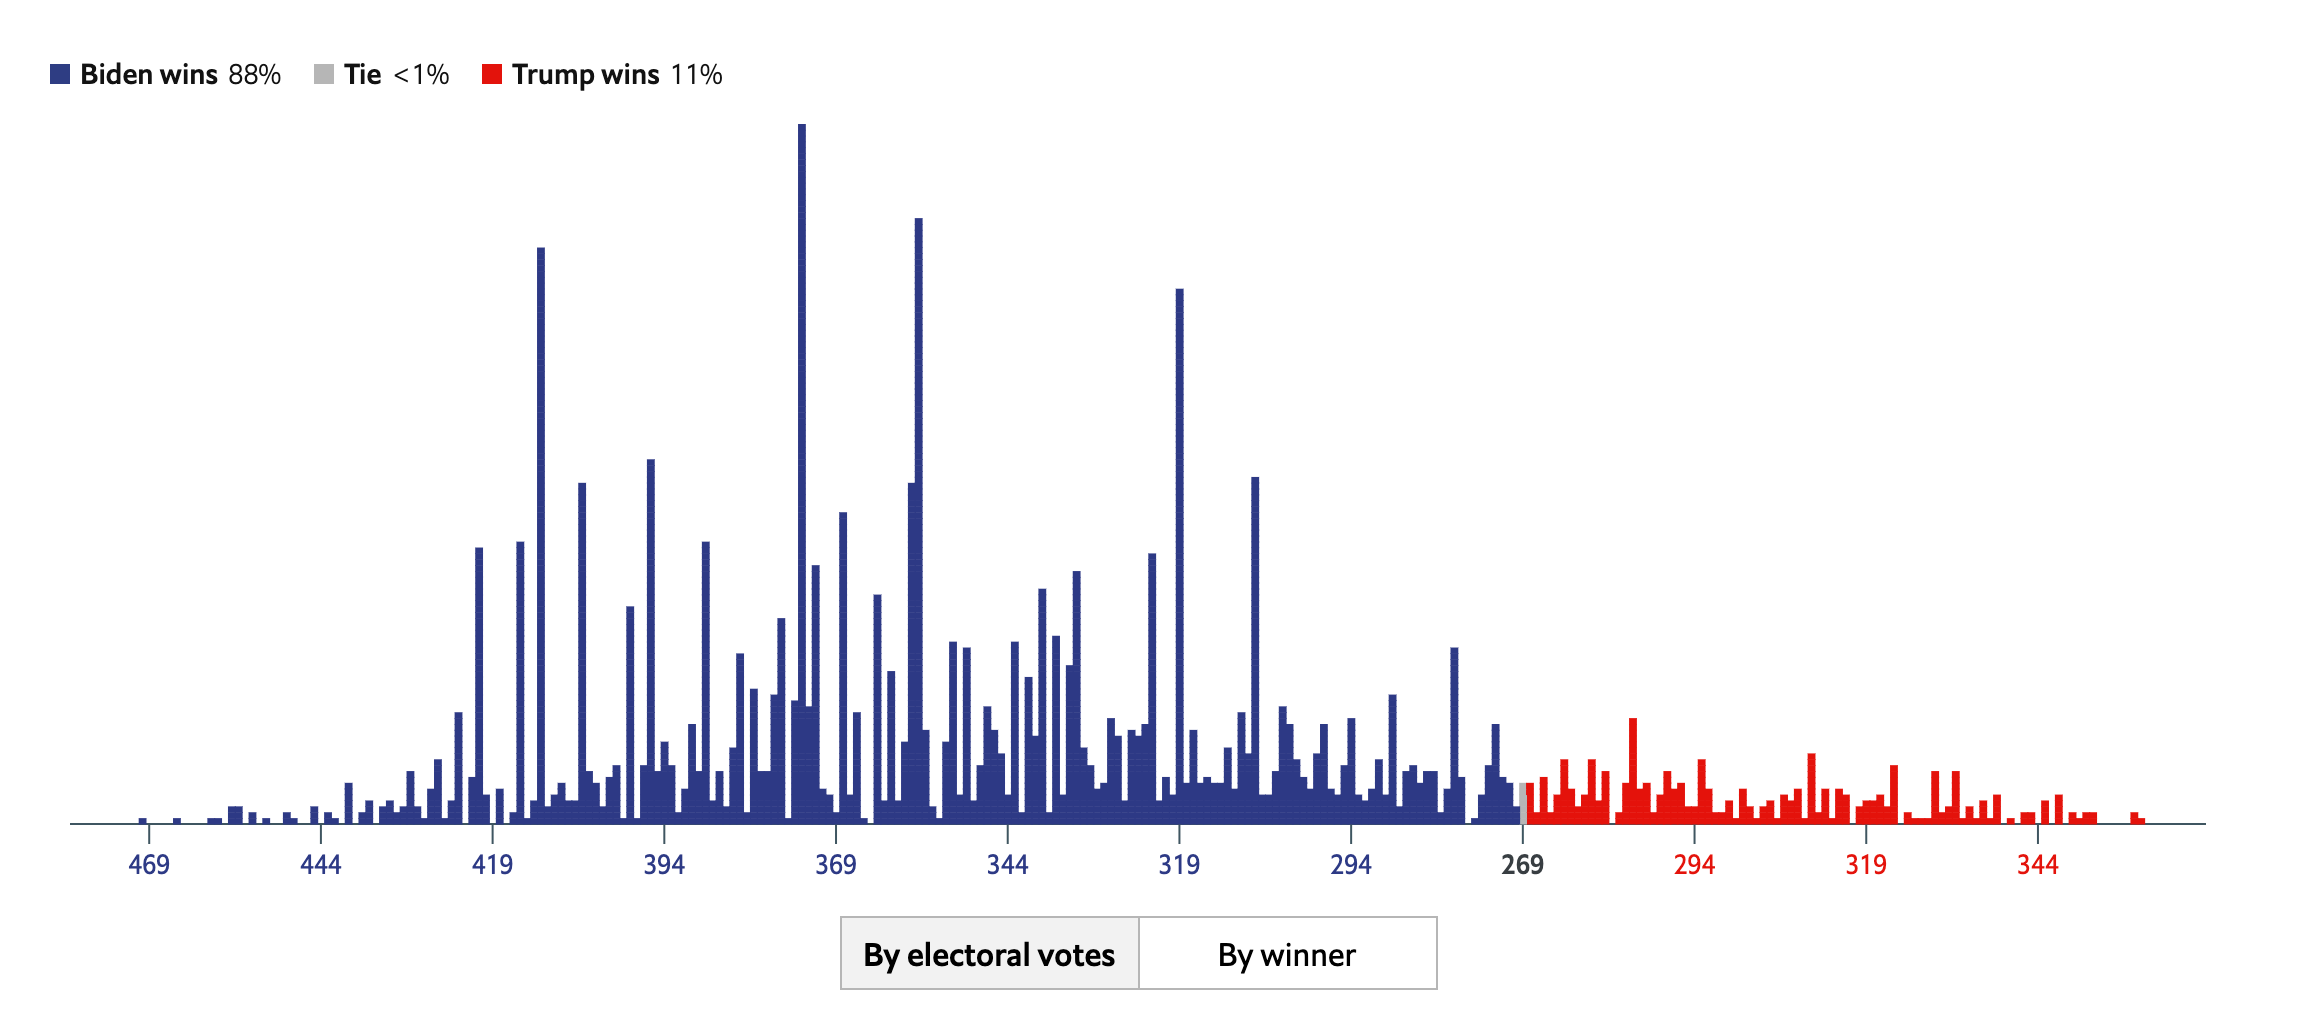 Biden wins 88% Tie <1% Trump wins 11%
469 444 419 394 369 344 319 294 269 294 319 344
By electoral votes By winner